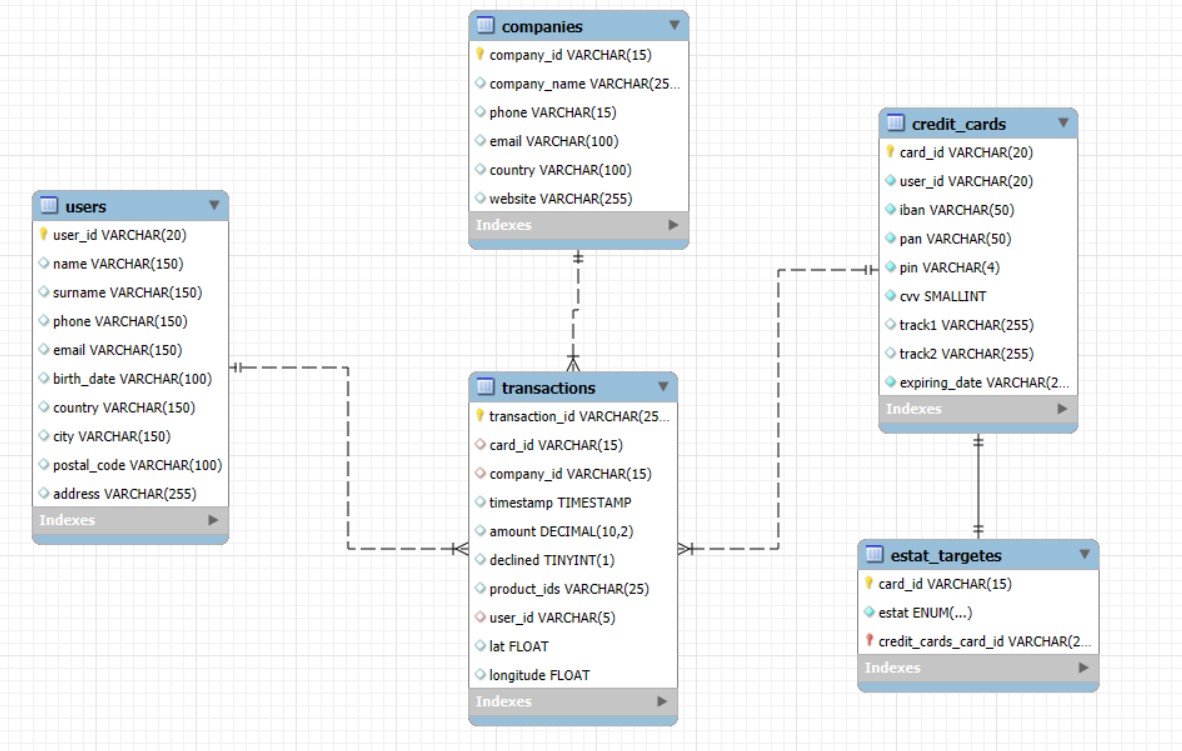 companies
company_id VARCHAR(15)
company_name VARCHAR(25...
phone VARCHAR(15)
email VARCHAR(100)
country VARCHAR(100)
website VARCHAR(255)
Indexes
credit_cards
card_id VARCHAR(20)
user_id VARCHAR(20)
iban VARCHAR(50)
pan VARCHAR(50)
pin VARCHAR(4)
cvv SMALLINT
track1 VARCHAR(255)
track2 VARCHAR(255)
expiring_date VARCHAR(2...
Indexes
users
user_id VARCHAR(20)
name VARCHAR(150)
surname VARCHAR(150)
phone VARCHAR(150)
email VARCHAR(150)
birth_date VARCHAR(100)
country VARCHAR(150)
city VARCHAR(150)
postal_code VARCHAR(100)
address VARCHAR(255)
Indexes
transactions
transaction_id VARCHAR(25...
card_id VARCHAR(15)
company_id VARCHAR(15)
timestamp TIMESTAMP
amount DECIMAL(10,2)
declined TINYINT(1)
product_ids VARCHAR(25)
user_id VARCHAR(5)
lat FLOAT
longitude FLOAT
Indexes
estat_targetes
card_id VARCHAR(15)
estat ENUM(...)
credit_cards_card_id VARCHAR(2...
Indexes